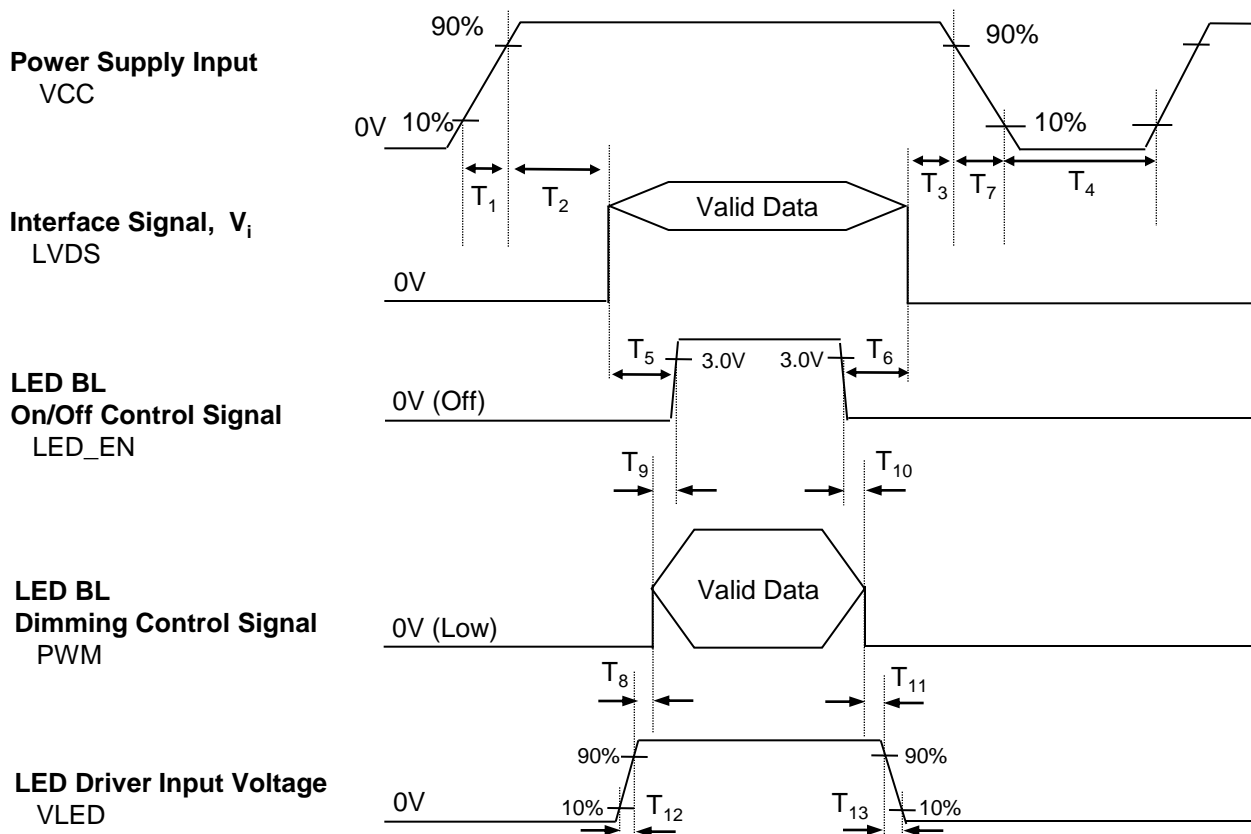 90%
90%
Power Supply Input
VCC
0V
10%
10%
T1
T2
T3
T7
T4
Valid Data
Interface Signal, Vi
LVDS
0V
T5
3.0V
3.0V
T6
LED BL
On/Off Control Signal
LED_EN
0V (Off)
T9
T10
LED BL
Dimming Control Signal
PWM
Valid Data
0V (Low)
T8
T11
90%
90%
LED Driver Input Voltage
VLED
0V
10%
T12
T13
10%